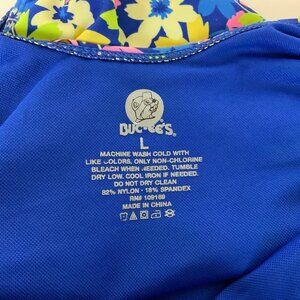 BUC-EE'S®
L
MACHINE WASH COLD WITH
LIKE COLORS, ONLY NON-CHLORINE
BLEACH WHEN NEEDED. TUMBLE
DRY LOW. COOL IRON IF NEEDED.
DO NOT DRY CLEAN
82% NYLON - 18% SPANDEX
RN# 109169
MADE IN CHINA